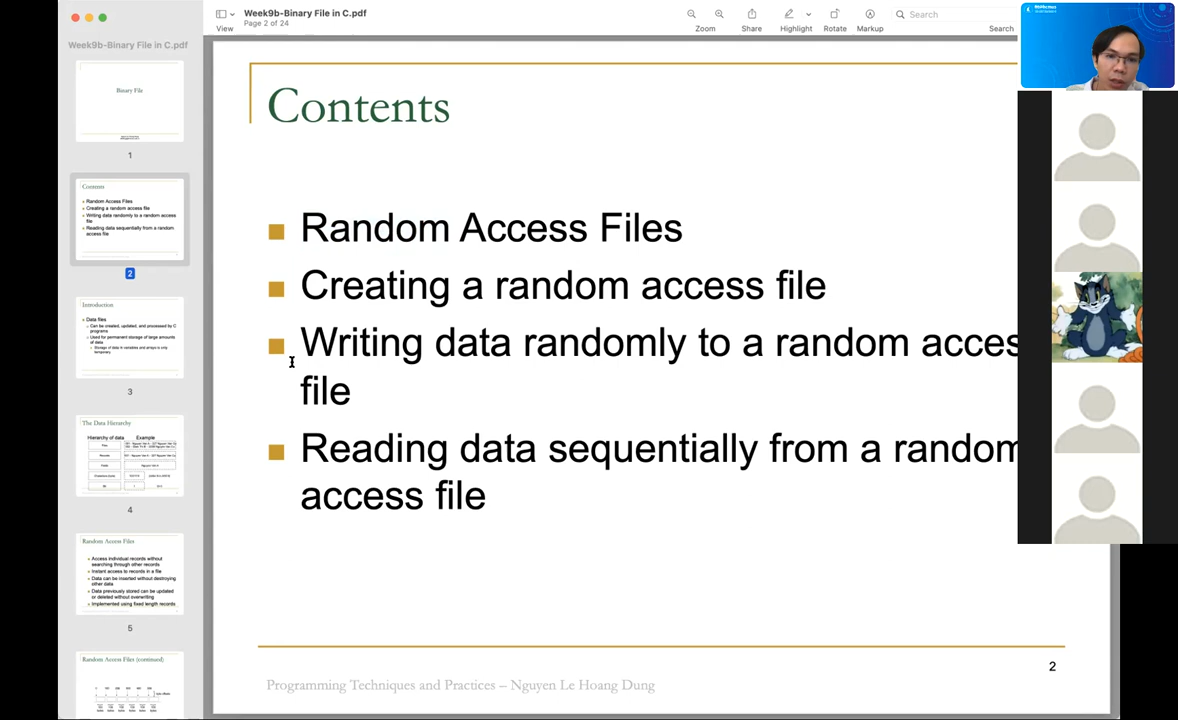 Week9b-Binary File in C.pdf
Page 2 of 24
View
Zoom
Share
Highlight
Rotate
Markup
Search
Search
Week9b-Binary File in C.pdf
Binary File
1
Contents
Random Access Files
Creating a random access file
Writing data randomly to a random access
file
Reading data sequentially from a random
access file
2
Introduction
Data files
Can be created, updated, and processed by C
programs
Used for permanent storage of large amounts
of data
Storage of data in variables and arrays is only
temporary
3
The Data Hierarchy
Hierarchy of data
Example
4
Random Access Files
Access individual records without
searching through other records
Instant access to records in a file
Data can be inserted without destroying
other data
Data previously stored can be updated
or deleted without overwriting
Implemented using fixed length records
5
Random Access Files (continued)
Contents
Random Access Files
Creating a random access file
Writing data randomly to a random acces
file
Reading data sequentially from a random
access file
2
Programming Techniques and Practices – Nguyen Le Hoang Dung